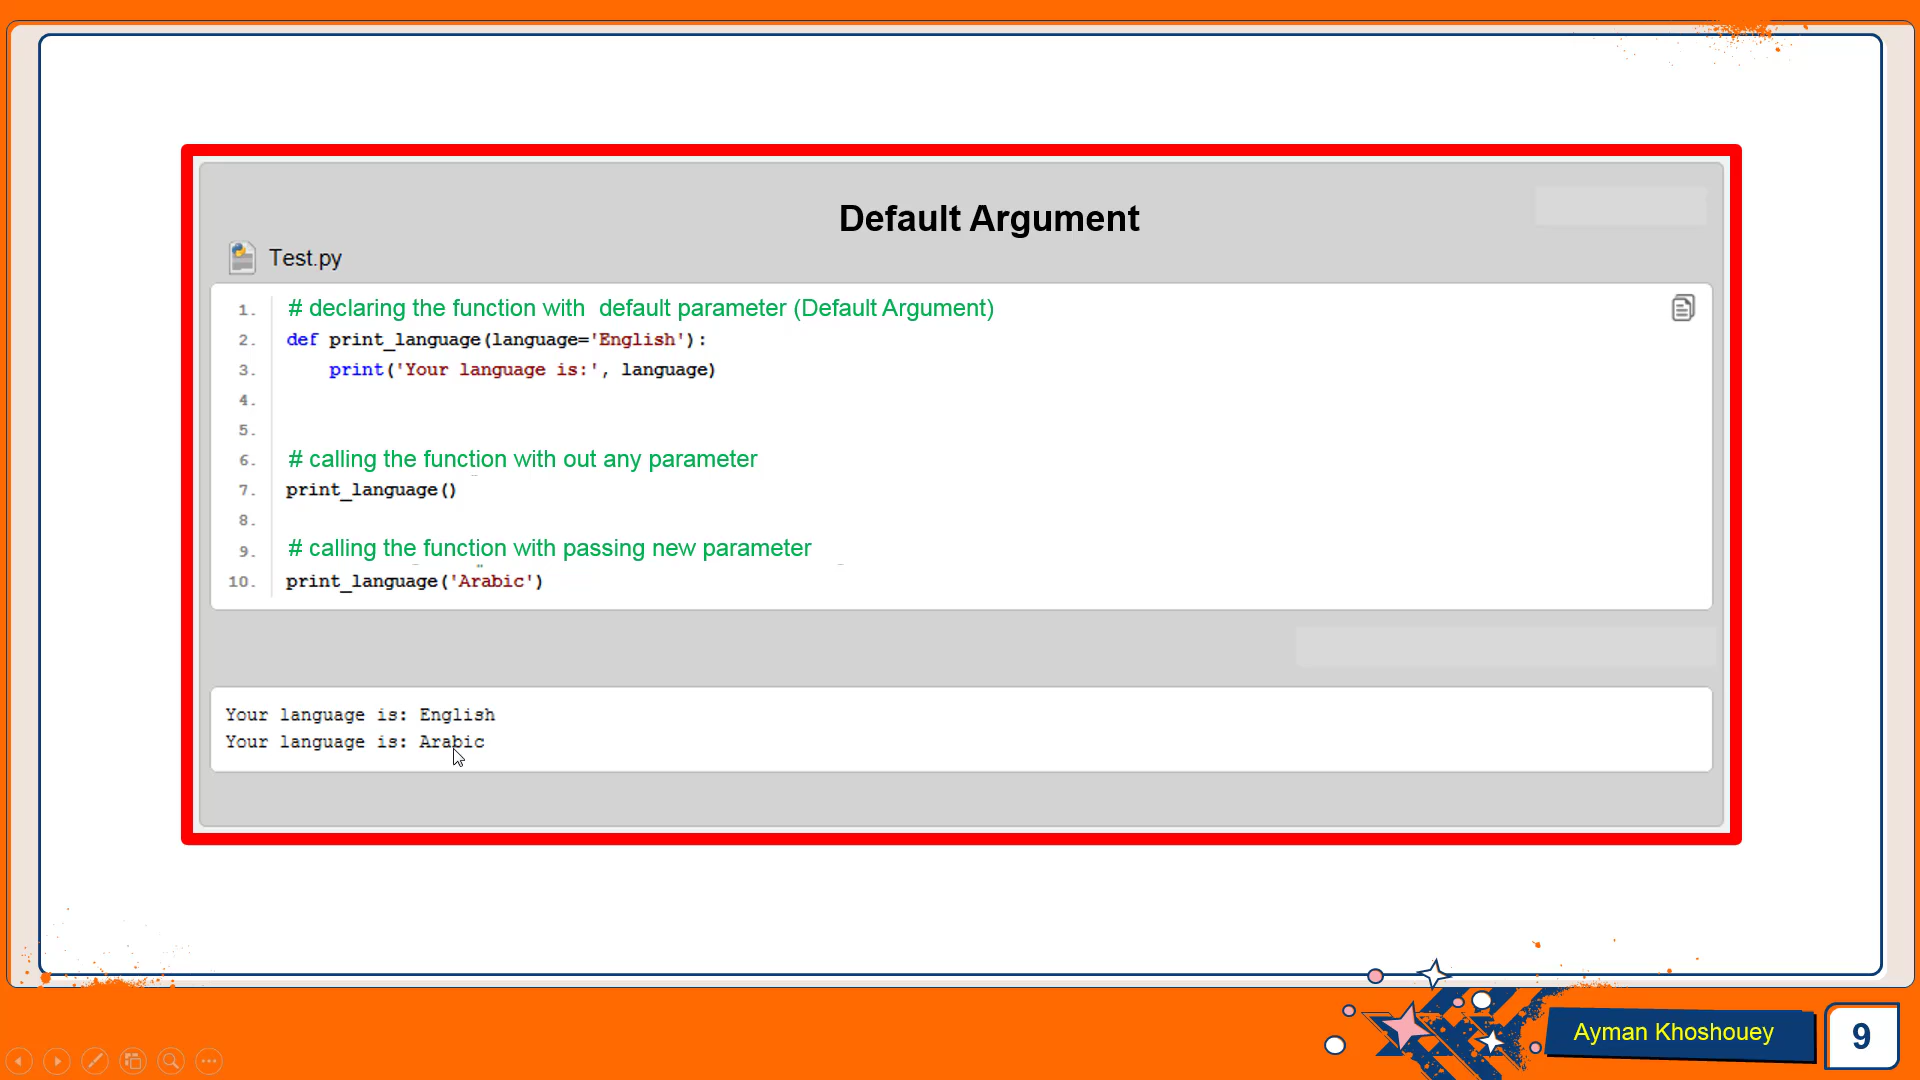 Default Argument
Test.py
1. # declaring the function with  default parameter (Default Argument)
2. def print_language(language='English'):
3.     print('Your language is:', language)
4.
5.
6. # calling the function with out any parameter
7. print_language()
8.
9. # calling the function with passing new parameter
10. print_language('Arabic')
Your language is: English
Your language is: Arabic
Ayman Khoshouey
9